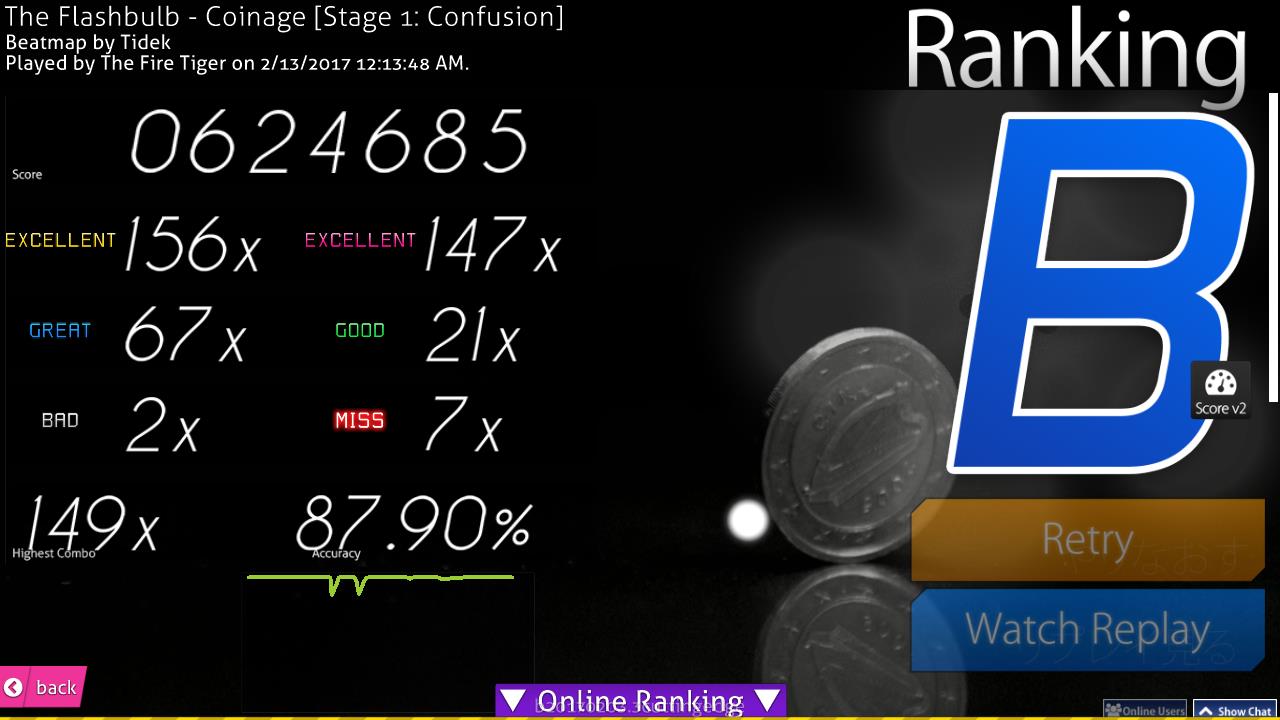 The Flashbulb - Coinage [Stage 1: Confusion]
Beatmap by Tidek
Played by The Fire Tiger on 2/13/2017 12:13:48 AM.
Ranking
Score 0624685
EXCELLENT 156x EXCELLENT 147x
GREAT 67x GOOD 21x
BAD 2x MISS 7x
B
Score v2
149x 87.90%
Highest Combo Accuracy
Retry
Watch Replay
back
Online Ranking
Online Users Show Chat